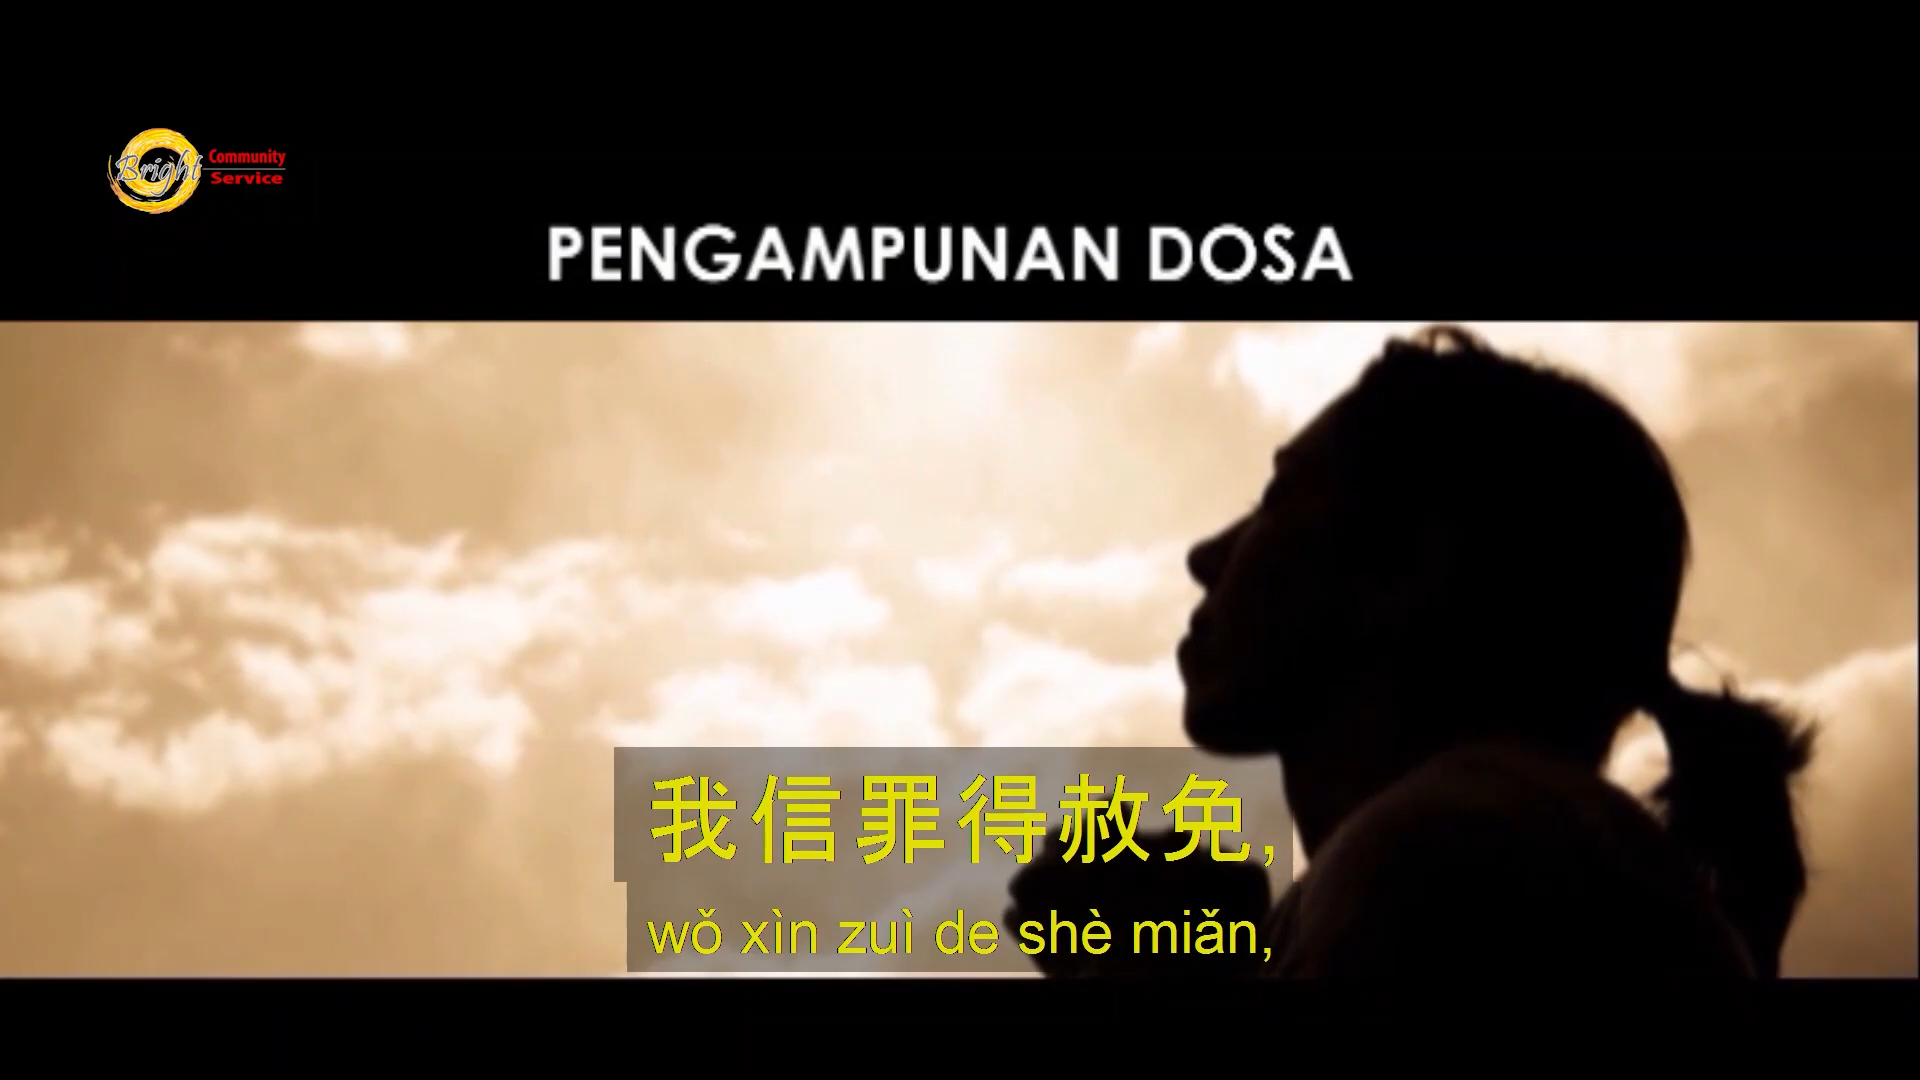 Bright Community
Service
PENGAMPUNAN DOSA
我信罪得赦免,
wǒ xìn zuì de shè miǎn,